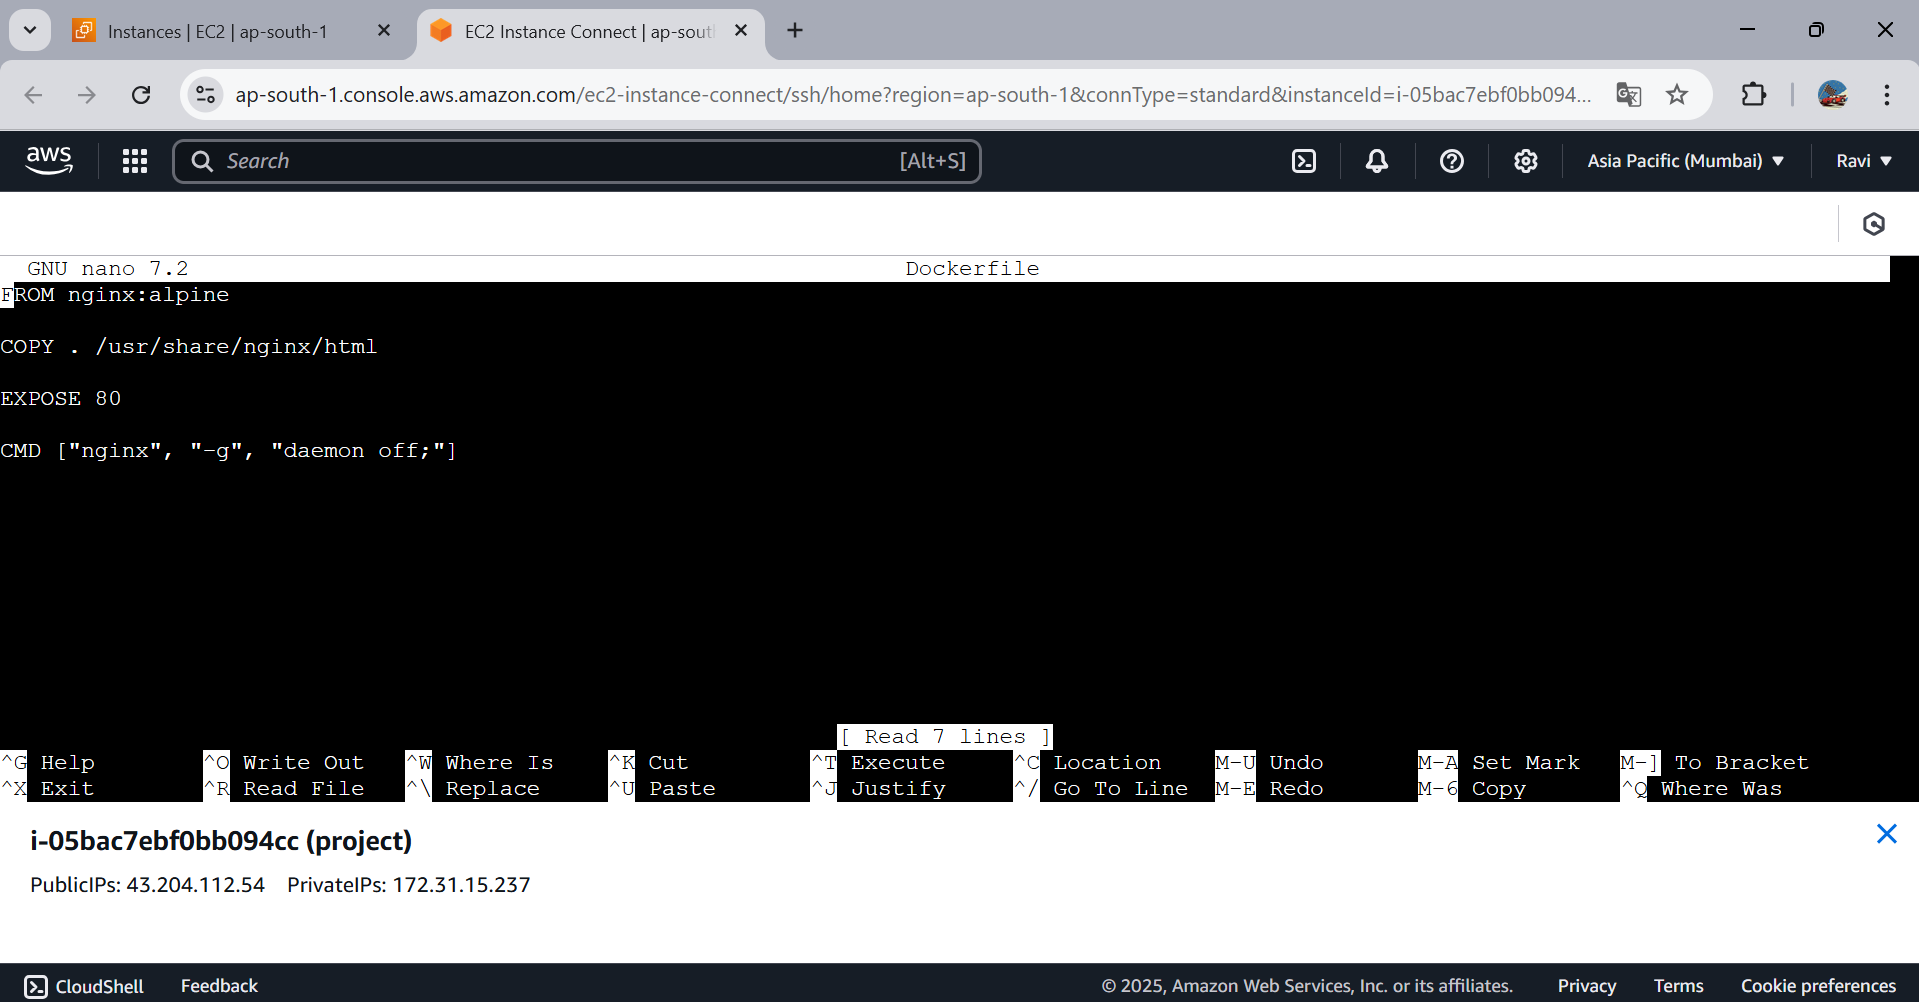 Instances | EC2 | ap-south-1
EC2 Instance Connect | ap-sout
ap-south-1.console.aws.amazon.com/ec2-instance-connect/ssh/home?region=ap-south-1&connType=standard&instanceId=i-05bac7ebf0bb094...
aws
Search
[Alt+S]
Asia Pacific (Mumbai)
Ravi
GNU nano 7.2 Dockerfile
FROM nginx:alpine
COPY . /usr/share/nginx/html
EXPOSE 80
CMD ["nginx", "-g", "daemon off;"]
[ Read 7 lines ]
^G Help ^O Write Out ^W Where Is ^K Cut ^T Execute ^C Location M-U Undo M-A Set Mark M-] To Bracket
^X Exit ^R Read File ^\ Replace ^U Paste ^J Justify ^/ Go To Line M-E Redo M-6 Copy ^Q Where Was
i-05bac7ebf0bb094cc (project)
PublicIPs: 43.204.112.54 PrivateIPs: 172.31.15.237
CloudShell Feedback © 2025, Amazon Web Services, Inc. or its affiliates. Privacy Terms Cookie preferences